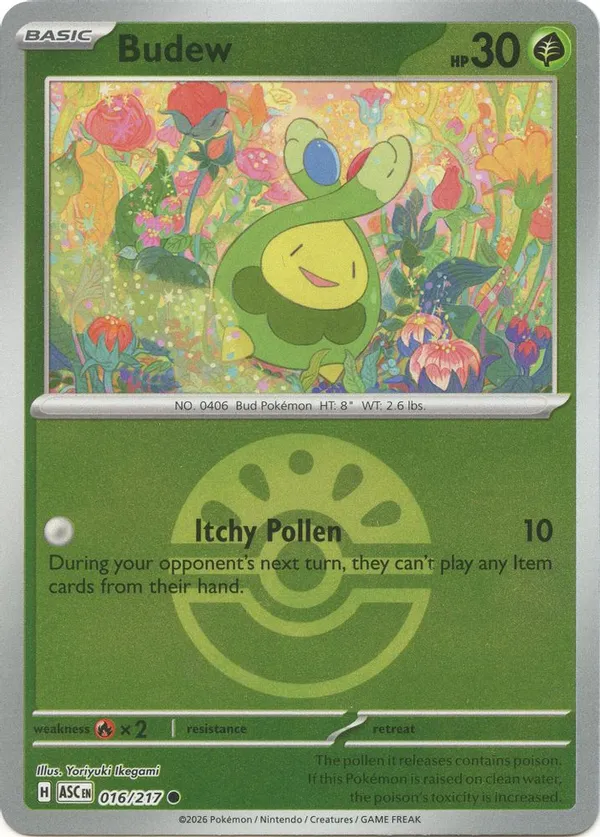 BASIC
Budew
HP 30
NO. 0406 Bud Pokémon HT: 8" WT: 2.6 lbs.
Itchy Pollen 10
During your opponent's next turn, they can't play any Item
cards from their hand.
weakness ×2 resistance retreat
Illus. Yoriyuki Ikegami
The pollen it releases contains poison.
If this Pokémon is raised on clean water,
the poison's toxicity is increased.
H ASC EN 016/217
©2026 Pokémon / Nintendo / Creatures / GAME FREAK